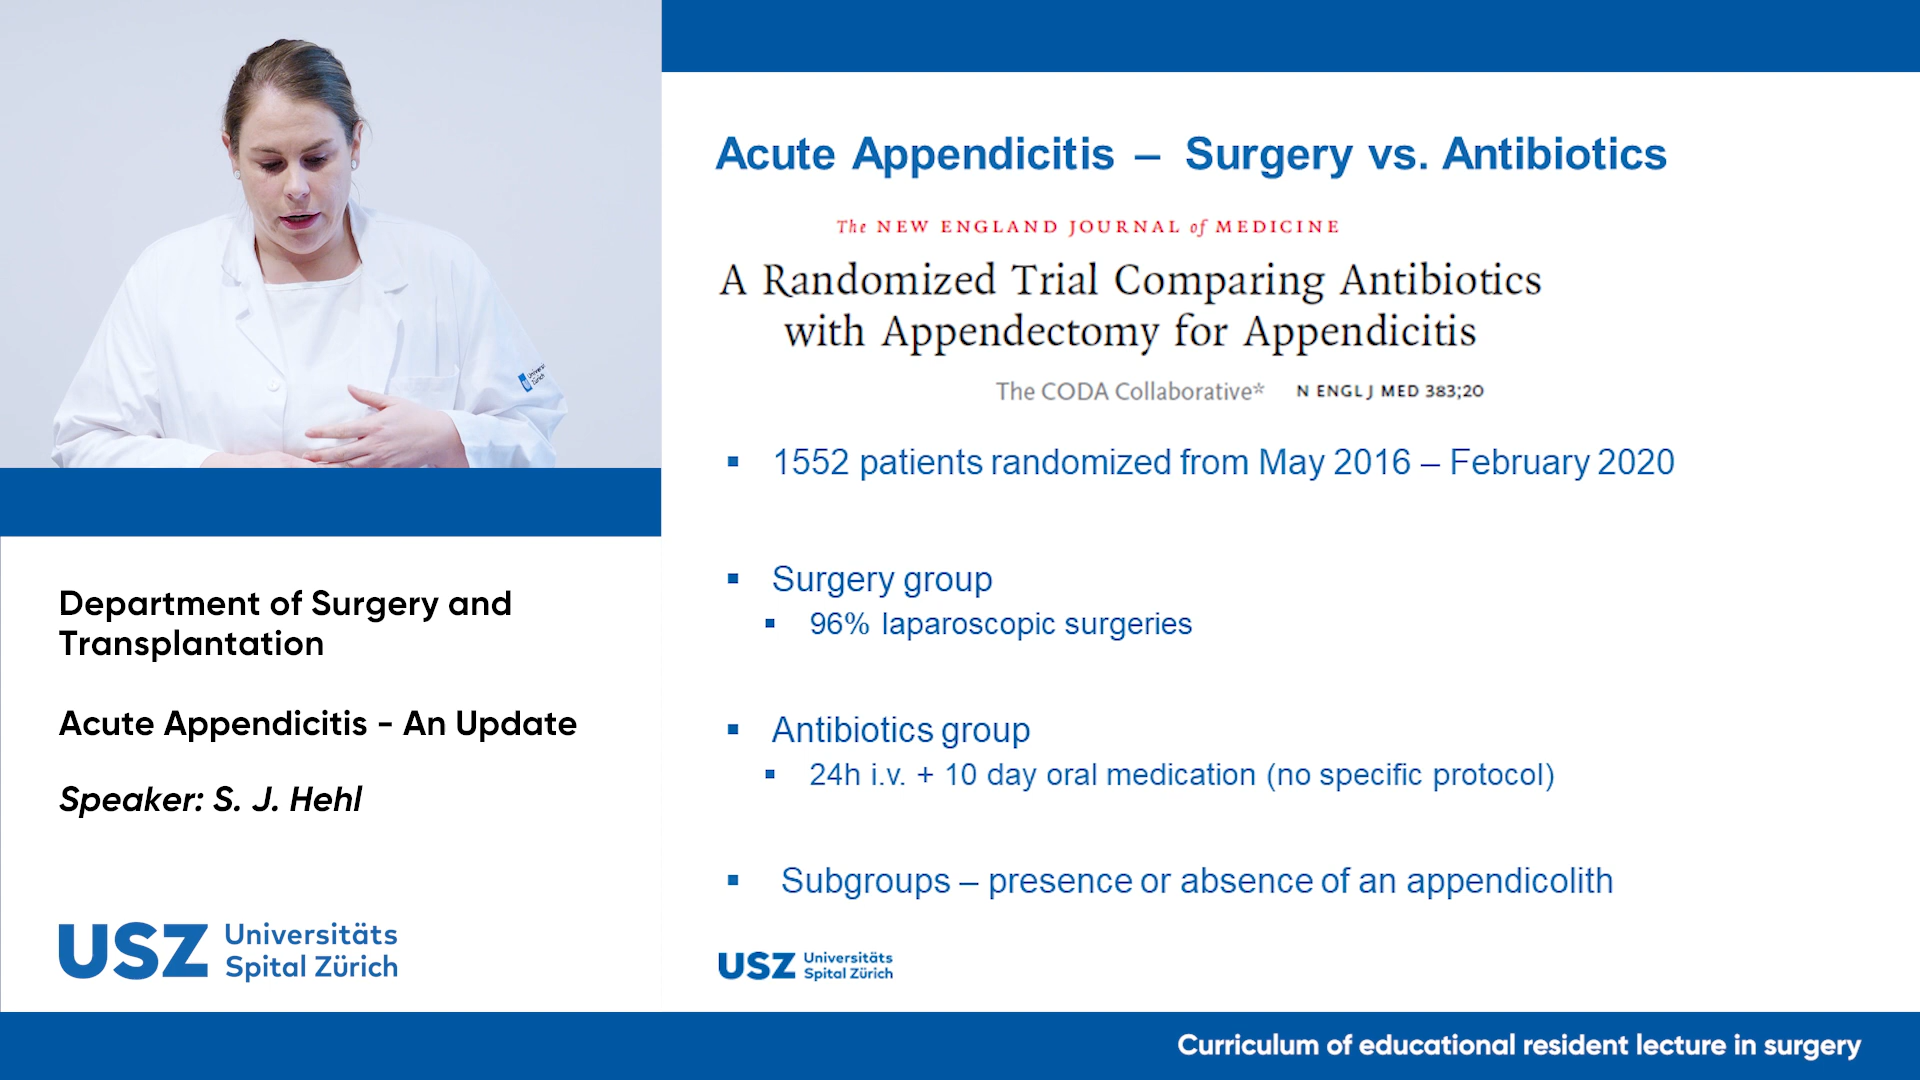 Acute Appendicitis – Surgery vs. Antibiotics
The NEW ENGLAND JOURNAL of MEDICINE
A Randomized Trial Comparing Antibiotics
with Appendectomy for Appendicitis
The CODA Collaborative* N ENGL J MED 383;20
▪ 1552 patients randomized from May 2016 – February 2020
▪ Surgery group
▪ 96% laparoscopic surgeries
▪ Antibiotics group
▪ 24h i.v. + 10 day oral medication (no specific protocol)
▪ Subgroups – presence or absence of an appendicolith
USZ Universitäts
Spital Zürich
Department of Surgery and
Transplantation
Acute Appendicitis - An Update
Speaker: S. J. Hehl
USZ Universitäts
Spital Zürich
Curriculum of educational resident lecture in surgery